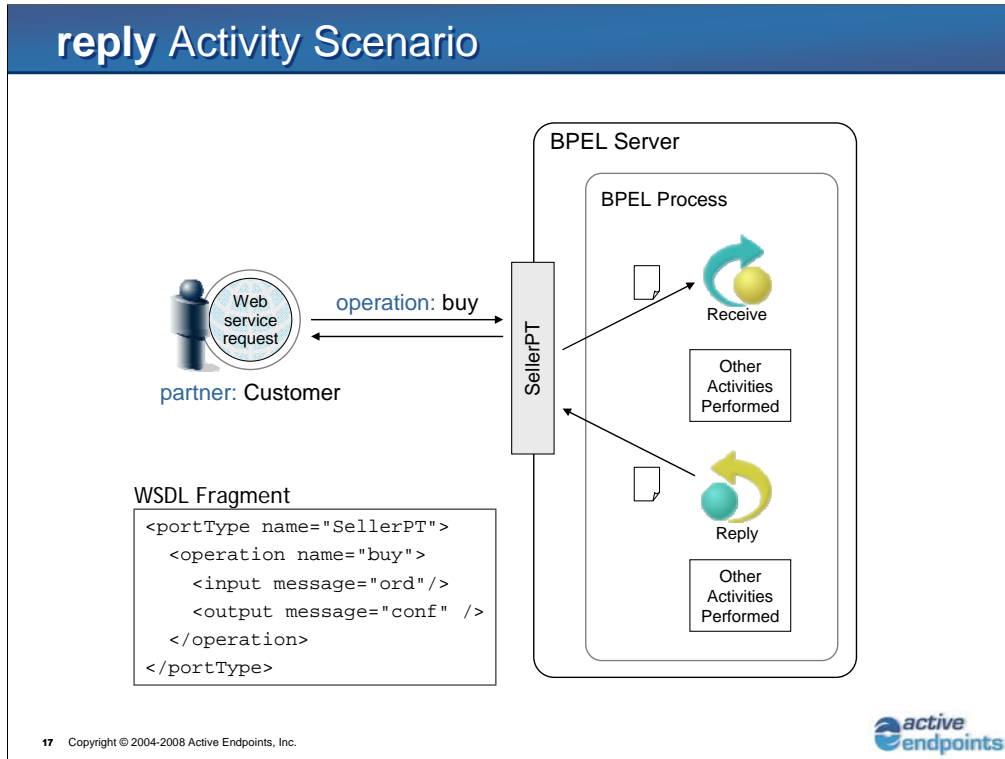 reply Activity Scenario
BPEL Server
BPEL Process
Web
service
request
operation: buy
partner: Customer
SellerPT
Receive
Other
Activities
Performed
Reply
Other
Activities
Performed
WSDL Fragment
<portType name="SellerPT">
  <operation name="buy">
    <input message="ord"/>
    <output message="conf" />
  </operation>
</portType>
17 Copyright © 2004-2008 Active Endpoints, Inc.
active
endpoints